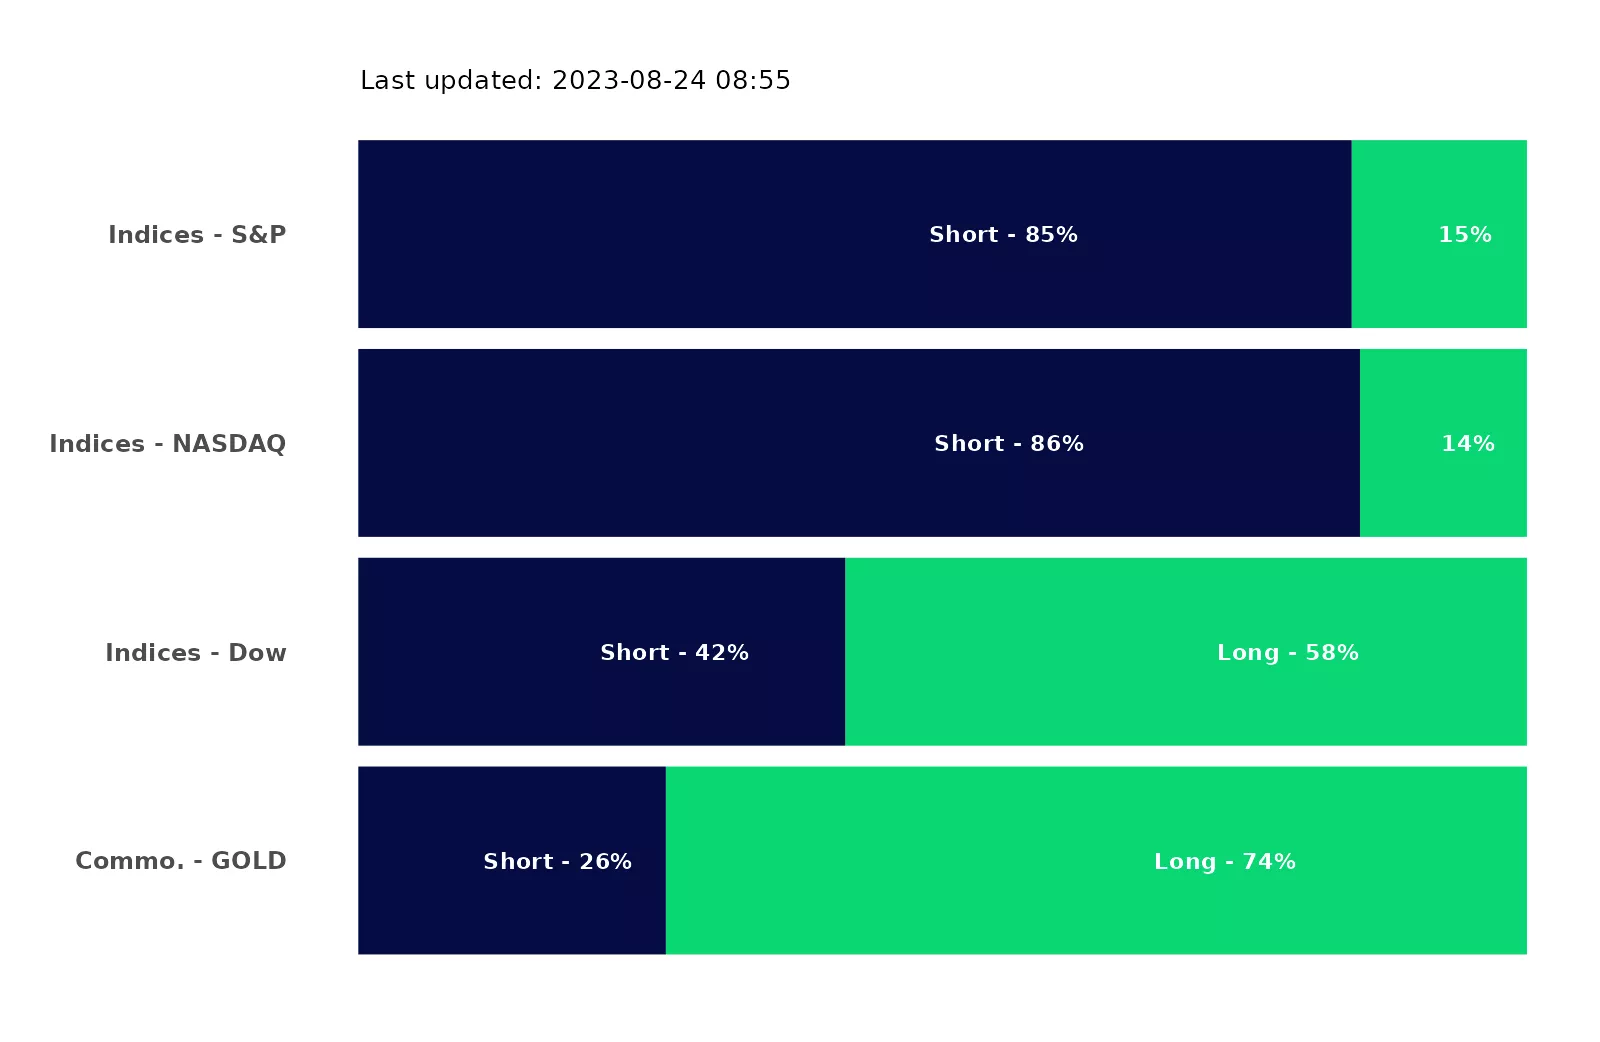 Last updated: 2023-08-24 08:55
Indices - S&P
Short - 85%
15%
Indices - NASDAQ
Short - 86%
14%
Indices - Dow
Short - 42%
Long - 58%
Commo. - GOLD
Short - 26%
Long - 74%